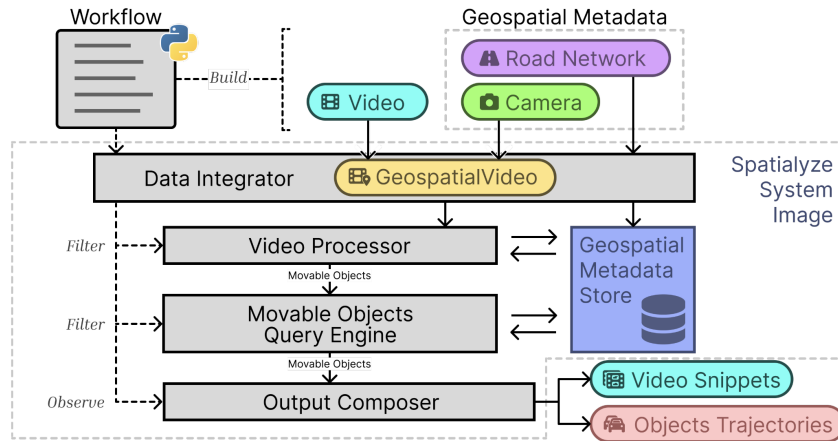 Workflow
Geospatial Metadata
Road Network
Build
Video
Camera
Data Integrator
GeospatialVideo
Spatialyze
System
Image
Filter
Video Processor
Geospatial
Metadata
Store
Movable Objects
Filter
Movable Objects
Query Engine
Movable Objects
Video Snippets
Observe
Output Composer
Objects Trajectories